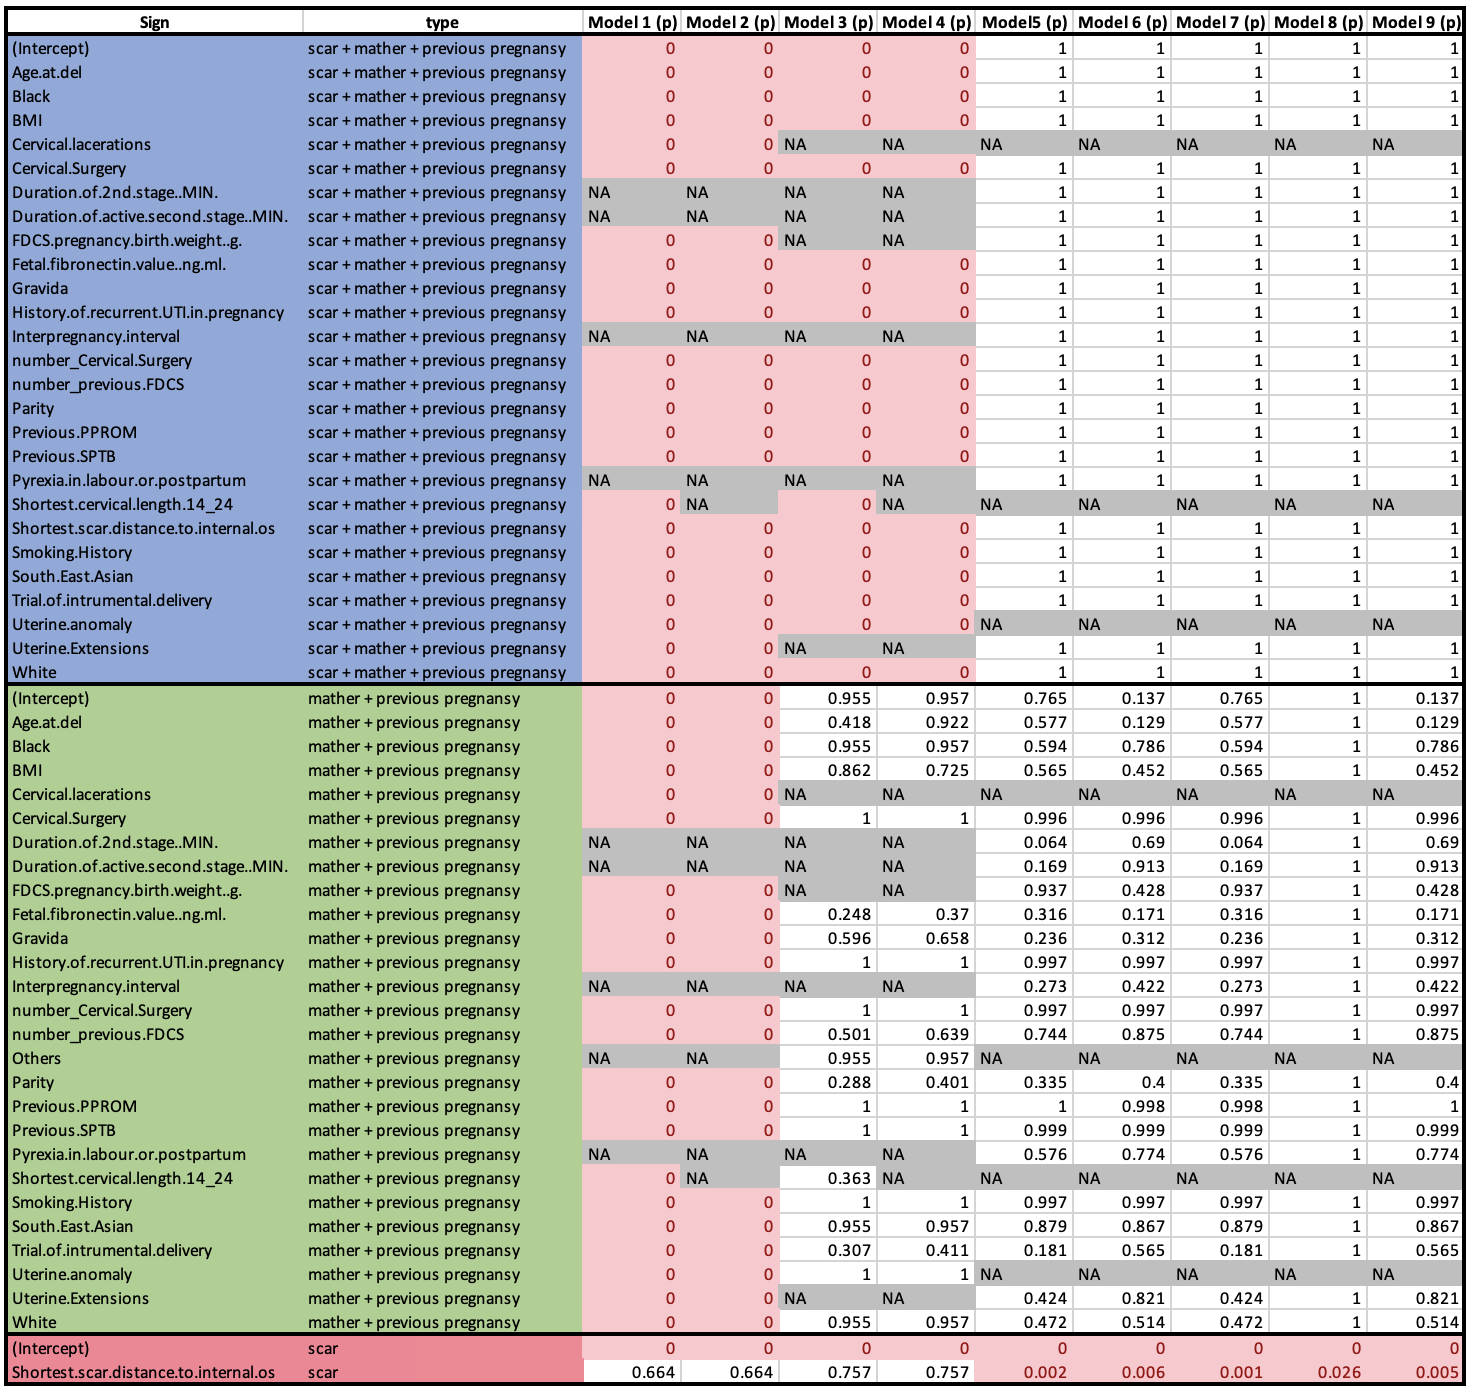 Sign type Model 1 (p) Model 2 (p) Model 3 (p) Model 4 (p) Model5 (p) Model 6 (p) Model 7 (p) Model 8 (p) Model 9 (p)
(Intercept) scar + mather + previous pregnansy 0 0 0 0 1 1 1 1 1
Age.at.del scar + mather + previous pregnansy 0 0 0 0 1 1 1 1 1
Black scar + mather + previous pregnansy 0 0 0 0 1 1 1 1 1
BMI scar + mather + previous pregnansy 0 0 0 0 1 1 1 1 1
Cervical.lacerations scar + mather + previous pregnansy 0 0 NA NA NA NA NA NA NA
Cervical.Surgery scar + mather + previous pregnansy 0 0 0 0 1 1 1 1 1
Duration.of.2nd.stage..MIN. scar + mather + previous pregnansy NA NA NA NA 1 1 1 1 1
Duration.of.active.second.stage..MIN. scar + mather + previous pregnansy NA NA NA NA 1 1 1 1 1
FDCS.pregnancy.birth.weight..g. scar + mather + previous pregnansy 0 0 NA NA 1 1 1 1 1
Fetal.fibronectin.value..ng.ml. scar + mather + previous pregnansy 0 0 0 0 1 1 1 1 1
Gravida scar + mather + previous pregnansy 0 0 0 0 1 1 1 1 1
History.of.recurrent.UTI.in.pregnancy scar + mather + previous pregnansy 0 0 0 0 1 1 1 1 1
Interpregnancy.interval scar + mather + previous pregnansy NA NA NA NA 1 1 1 1 1
number_Cervical.Surgery scar + mather + previous pregnansy 0 0 0 0 1 1 1 1 1
number_previous.FDCS scar + mather + previous pregnansy 0 0 0 0 1 1 1 1 1
Parity scar + mather + previous pregnansy 0 0 0 0 1 1 1 1 1
Previous.PPROM scar + mather + previous pregnansy 0 0 0 0 1 1 1 1 1
Previous.SPTB scar + mather + previous pregnansy 0 0 0 0 1 1 1 1 1
Pyrexia.in.labour.or.postpartum scar + mather + previous pregnansy NA NA NA NA 1 1 1 1 1
Shortest.cervical.length.14_24 scar + mather + previous pregnansy 0 NA 0 NA NA NA NA NA NA
Shortest.scar.distance.to.internal.os scar + mather + previous pregnansy 0 0 0 0 1 1 1 1 1
Smoking.History scar + mather + previous pregnansy 0 0 0 0 1 1 1 1 1
South.East.Asian scar + mather + previous pregnansy 0 0 0 0 1 1 1 1 1
Trial.of.intrumental.delivery scar + mather + previous pregnansy 0 0 0 0 1 1 1 1 1
Uterine.anomaly scar + mather + previous pregnansy 0 0 0 0 NA NA NA NA NA
Uterine.Extensions scar + mather + previous pregnansy 0 0 NA NA 1 1 1 1 1
White scar + mather + previous pregnansy 0 0 0 0 1 1 1 1 1
(Intercept) mather + previous pregnansy 0 0 0.955 0.957 0.765 0.137 0.765 1 0.137
Age.at.del mather + previous pregnansy 0 0 0.418 0.922 0.577 0.129 0.577 1 0.129
Black mather + previous pregnansy 0 0 0.955 0.957 0.594 0.786 0.594 1 0.786
BMI mather + previous pregnansy 0 0 0.862 0.725 0.565 0.452 0.565 1 0.452
Cervical.lacerations mather + previous pregnansy 0 0 NA NA NA NA NA NA NA
Cervical.Surgery mather + previous pregnansy 0 0 1 1 0.996 0.996 0.996 1 0.996
Duration.of.2nd.stage..MIN. mather + previous pregnansy NA NA NA NA 0.064 0.69 0.064 1 0.69
Duration.of.active.second.stage..MIN. mather + previous pregnansy NA NA NA NA 0.169 0.913 0.169 1 0.913
FDCS.pregnancy.birth.weight..g. mather + previous pregnansy 0 0 NA NA 0.937 0.428 0.937 1 0.428
Fetal.fibronectin.value..ng.ml. mather + previous pregnansy 0 0 0.248 0.37 0.316 0.171 0.316 1 0.171
Gravida mather + previous pregnansy 0 0 0.596 0.658 0.236 0.312 0.236 1 0.312
History.of.recurrent.UTI.in.pregnancy mather + previous pregnansy 0 0 1 1 0.997 0.997 0.997 1 0.997
Interpregnancy.interval mather + previous pregnansy NA NA NA NA 0.273 0.422 0.273 1 0.422
number_Cervical.Surgery mather + previous pregnansy 0 0 1 1 0.997 0.997 0.997 1 0.997
number_previous.FDCS mather + previous pregnansy 0 0 0.501 0.639 0.744 0.875 0.744 1 0.875
Others mather + previous pregnansy NA NA 0.955 0.957 NA NA NA NA NA
Parity mather + previous pregnansy 0 0 0.288 0.401 0.335 0.4 0.335 1 0.4
Previous.PPROM mather + previous pregnansy 0 0 1 1 1 0.998 0.998 1 1
Previous.SPTB mather + previous pregnansy 0 0 1 1 0.999 0.999 0.999 1 0.999
Pyrexia.in.labour.or.postpartum mather + previous pregnansy NA NA NA NA 0.576 0.774 0.576 1 0.774
Shortest.cervical.length.14_24 mather + previous pregnansy 0 NA 0.363 NA NA NA NA NA NA
Smoking.History mather + previous pregnansy 0 0 1 1 0.997 0.997 0.997 1 0.997
South.East.Asian mather + previous pregnansy 0 0 0.955 0.957 0.879 0.867 0.879 1 0.867
Trial.of.intrumental.delivery mather + previous pregnansy 0 0 0.307 0.411 0.181 0.565 0.181 1 0.565
Uterine.anomaly mather + previous pregnansy 0 0 1 1 NA NA NA NA NA
Uterine.Extensions mather + previous pregnansy 0 0 NA NA 0.424 0.821 0.424 1 0.821
White mather + previous pregnansy 0 0 0.955 0.957 0.472 0.514 0.472 1 0.514
(Intercept) scar 0 0 0 0 0 0 0 0 0
Shortest.scar.distance.to.internal.os scar 0.664 0.664 0.757 0.757 0.002 0.006 0.001 0.026 0.005